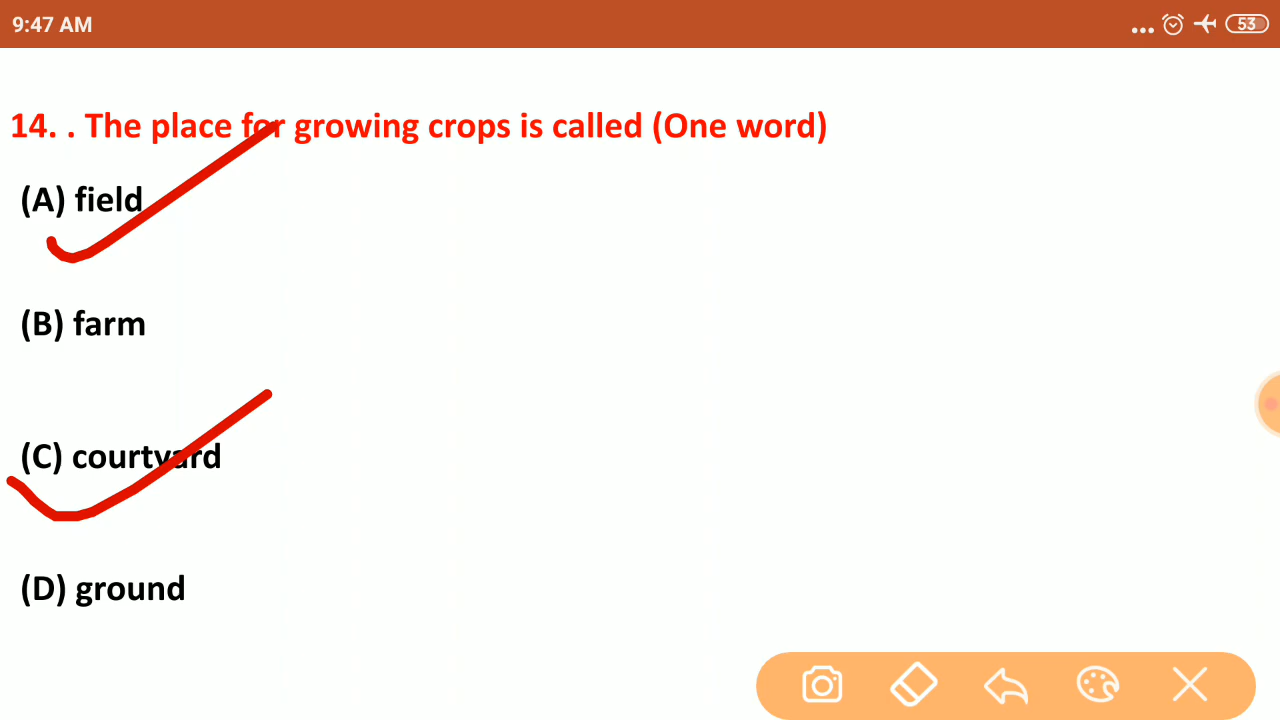 9:47 AM
53
14. . The place for growing crops is called (One word)
(A) field
(B) farm
(C) courtyard
(D) ground